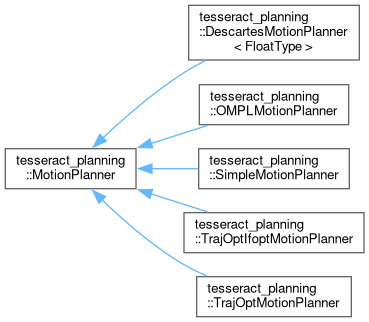 tesseract_planning
::DescartesMotionPlanner
< FloatType >
tesseract_planning
::OMPLMotionPlanner
tesseract_planning
::MotionPlanner
tesseract_planning
::SimpleMotionPlanner
tesseract_planning
::TrajOptIfoptMotionPlanner
tesseract_planning
::TrajOptMotionPlanner